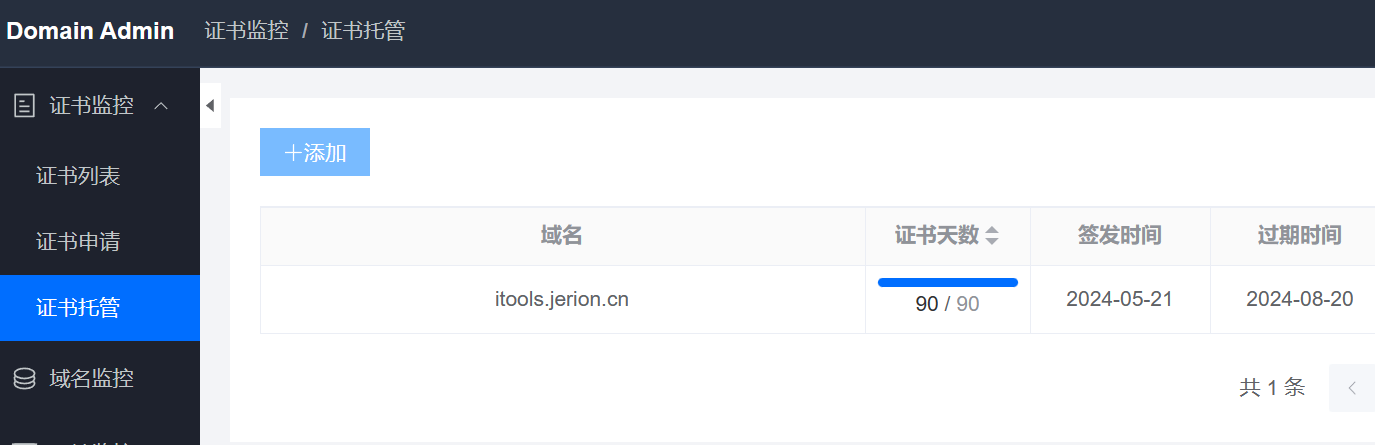 Domain Admin 证书监控 / 证书托管
证书监控
证书列表
证书申请
证书托管
域名监控
+添加
域名 证书天数 签发时间 过期时间
itools.jerion.cn 90 / 90 2024-05-21 2024-08-20
共 1 条